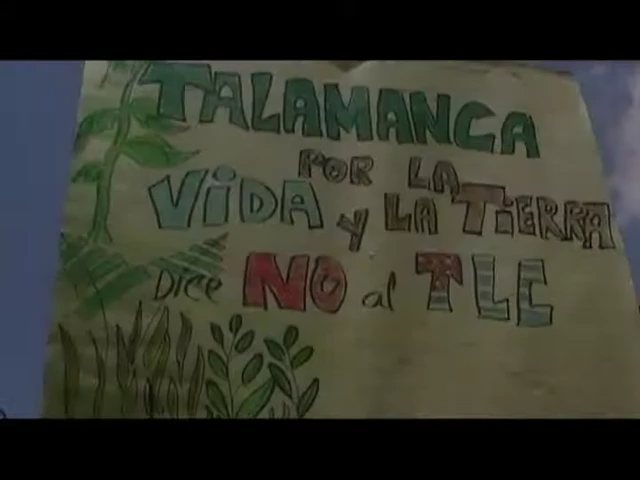 TALAMANCA
POR LA
ViDA y LA TiERRA
Dice NO al TLC